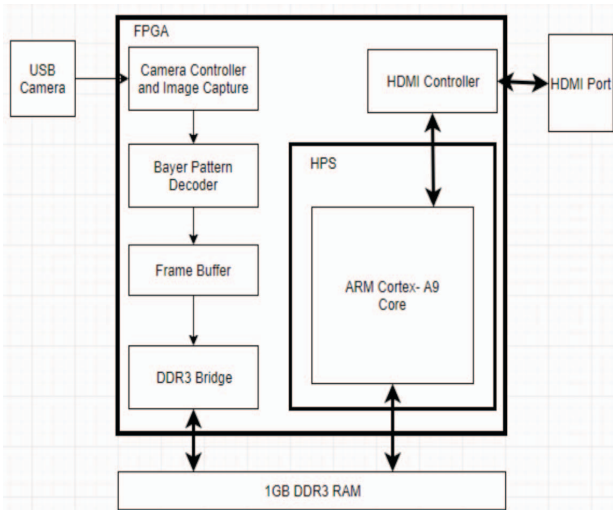 FPGA
USB
Camera
Camera Controller
and Image Capture
HDMI Controller
HDMI Port
Bayer Pattern
Decoder
HPS
Frame Buffer
ARM Cortex- A9
Core
DDR3 Bridge
1GB DDR3 RAM